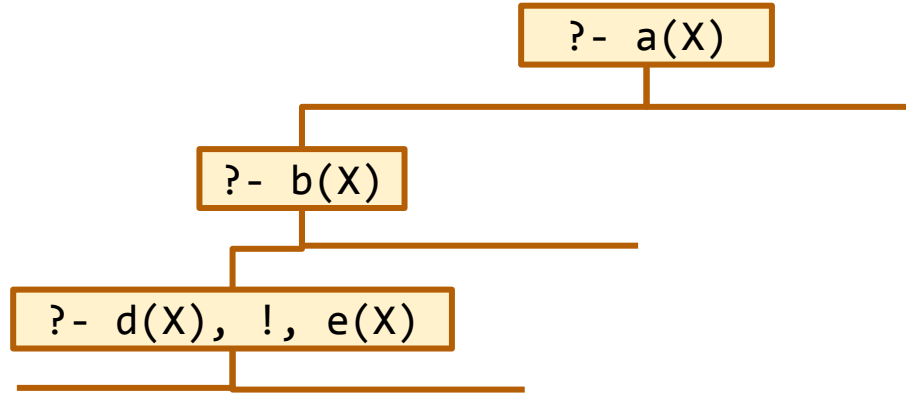 ?- a(X)
?- b(X)
?- d(X), !, e(X)